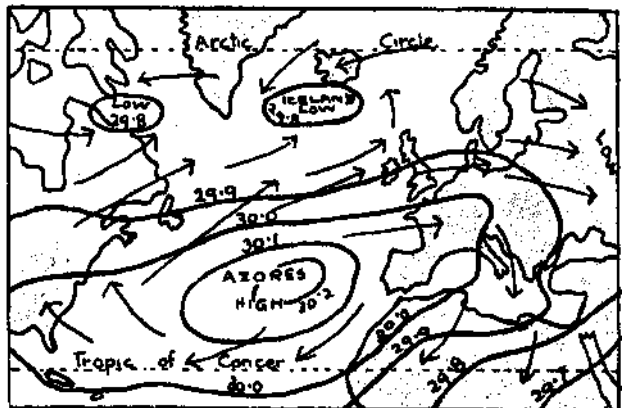 Arctic Circle
LOW
29.8
ICELAND
LOW
29.8
29.9
30.0
30.1
AZORES
HIGH 30.2
Tropic of Cancer
30.0
30.0
29.9
29.8
29.7